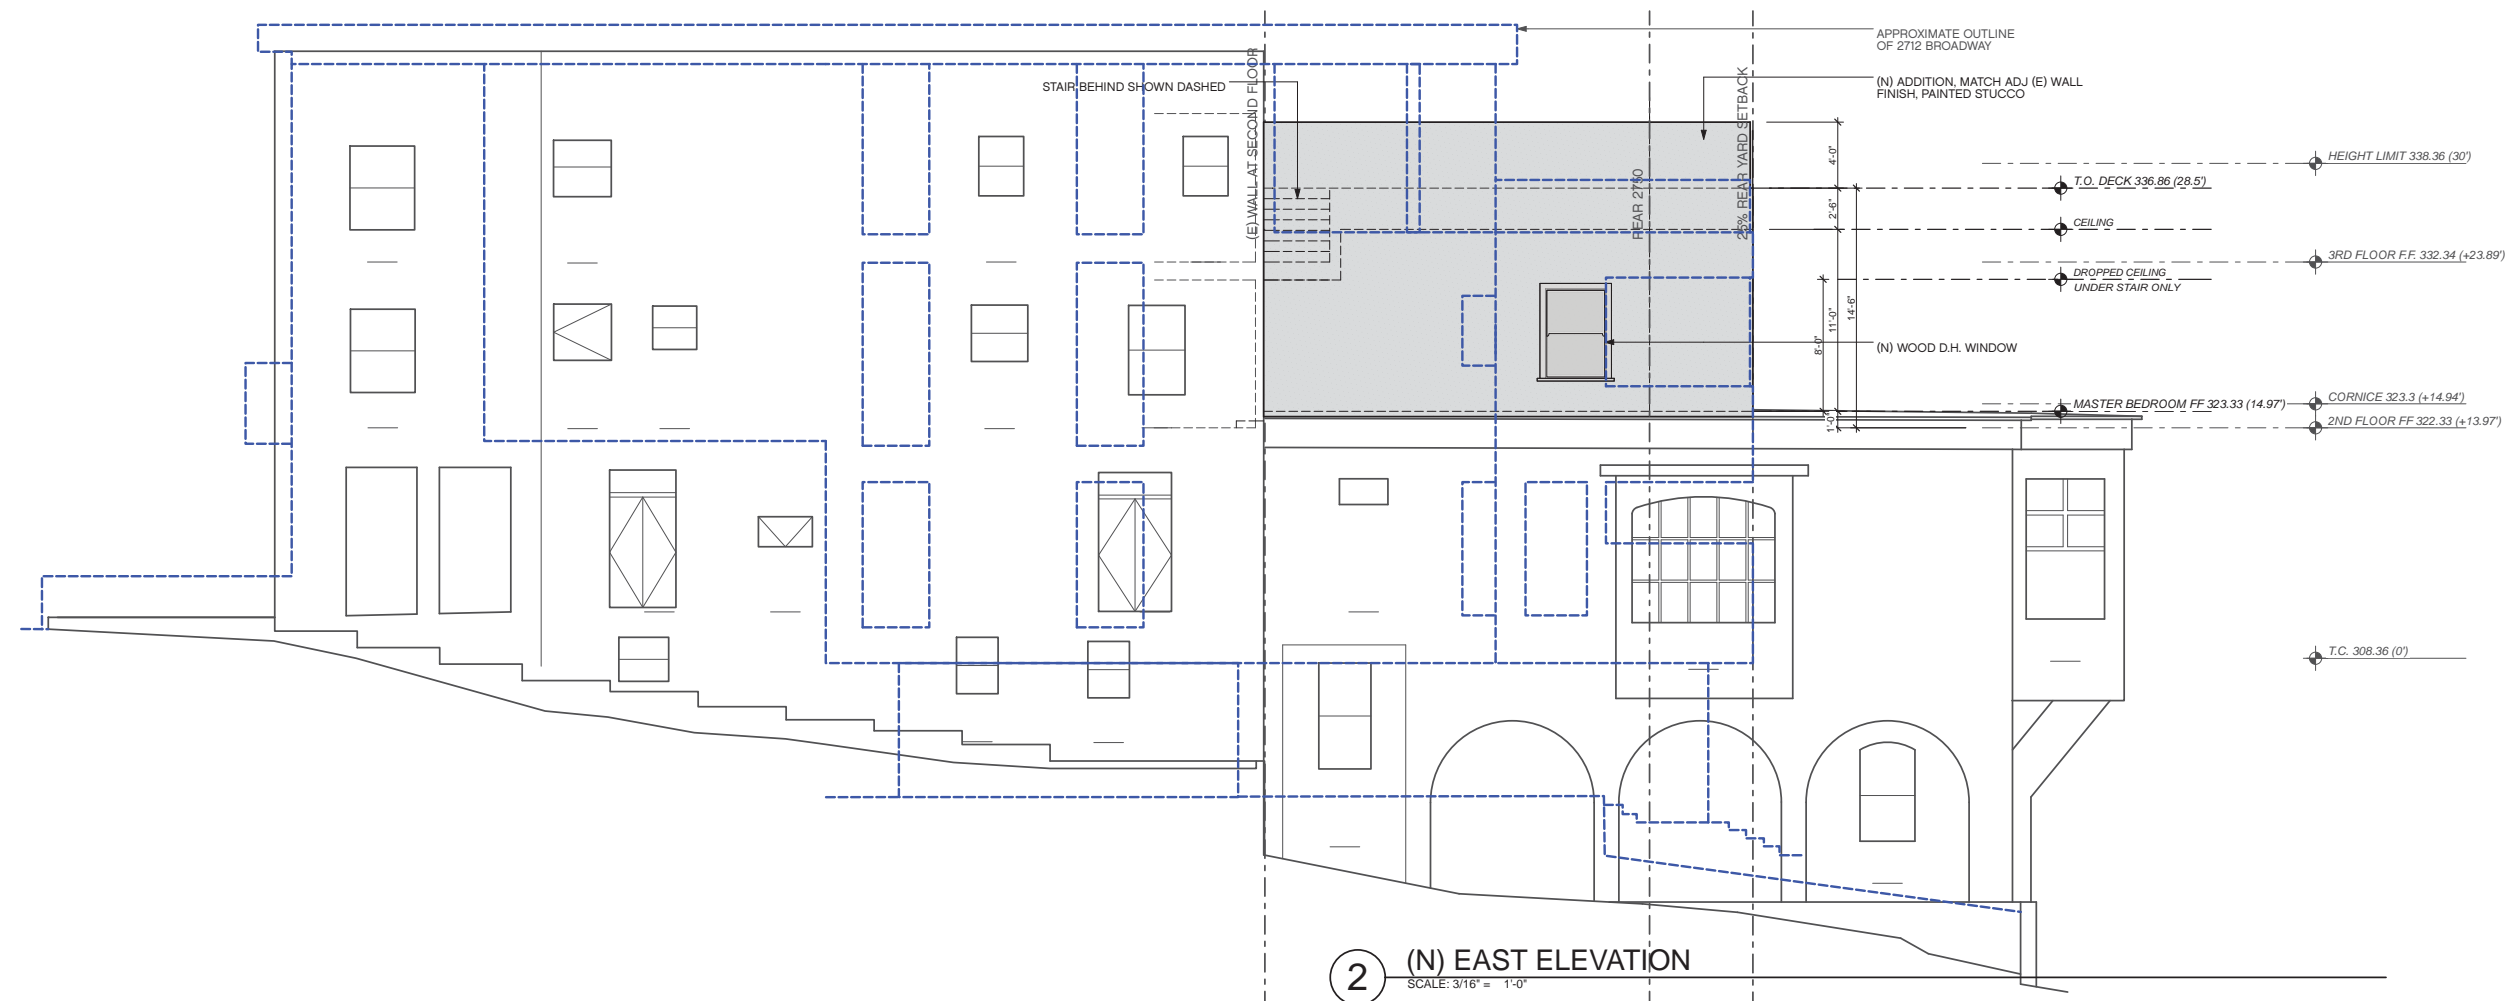 APPROXIMATE OUTLINE
OF 2712 BROADWAY
STAIR BEHIND SHOWN DASHED
(E) WALL AT SECOND FLOOR
REAR 2750
25% REAR YARD SETBACK
(N) ADDITION, MATCH ADJ (E) WALL
FINISH, PAINTED STUCCO
4'-0"
2'-6"
11'-0"
14'-6"
8'-0"
1'-0"
HEIGHT LIMIT 338.36 (30')
T.O. DECK 336.86 (28.5')
CEILING
3RD FLOOR F.F. 332.34 (+23.89')
DROPPED CEILING
UNDER STAIR ONLY
(N) WOOD D.H. WINDOW
CORNICE 323.3 (+14.94')
MASTER BEDROOM FF 323.33 (14.97')
2ND FLOOR FF 322.33 (+13.97')
T.C. 308.36 (0')
2
(N) EAST ELEVATION
SCALE: 3/16" = 1'-0"